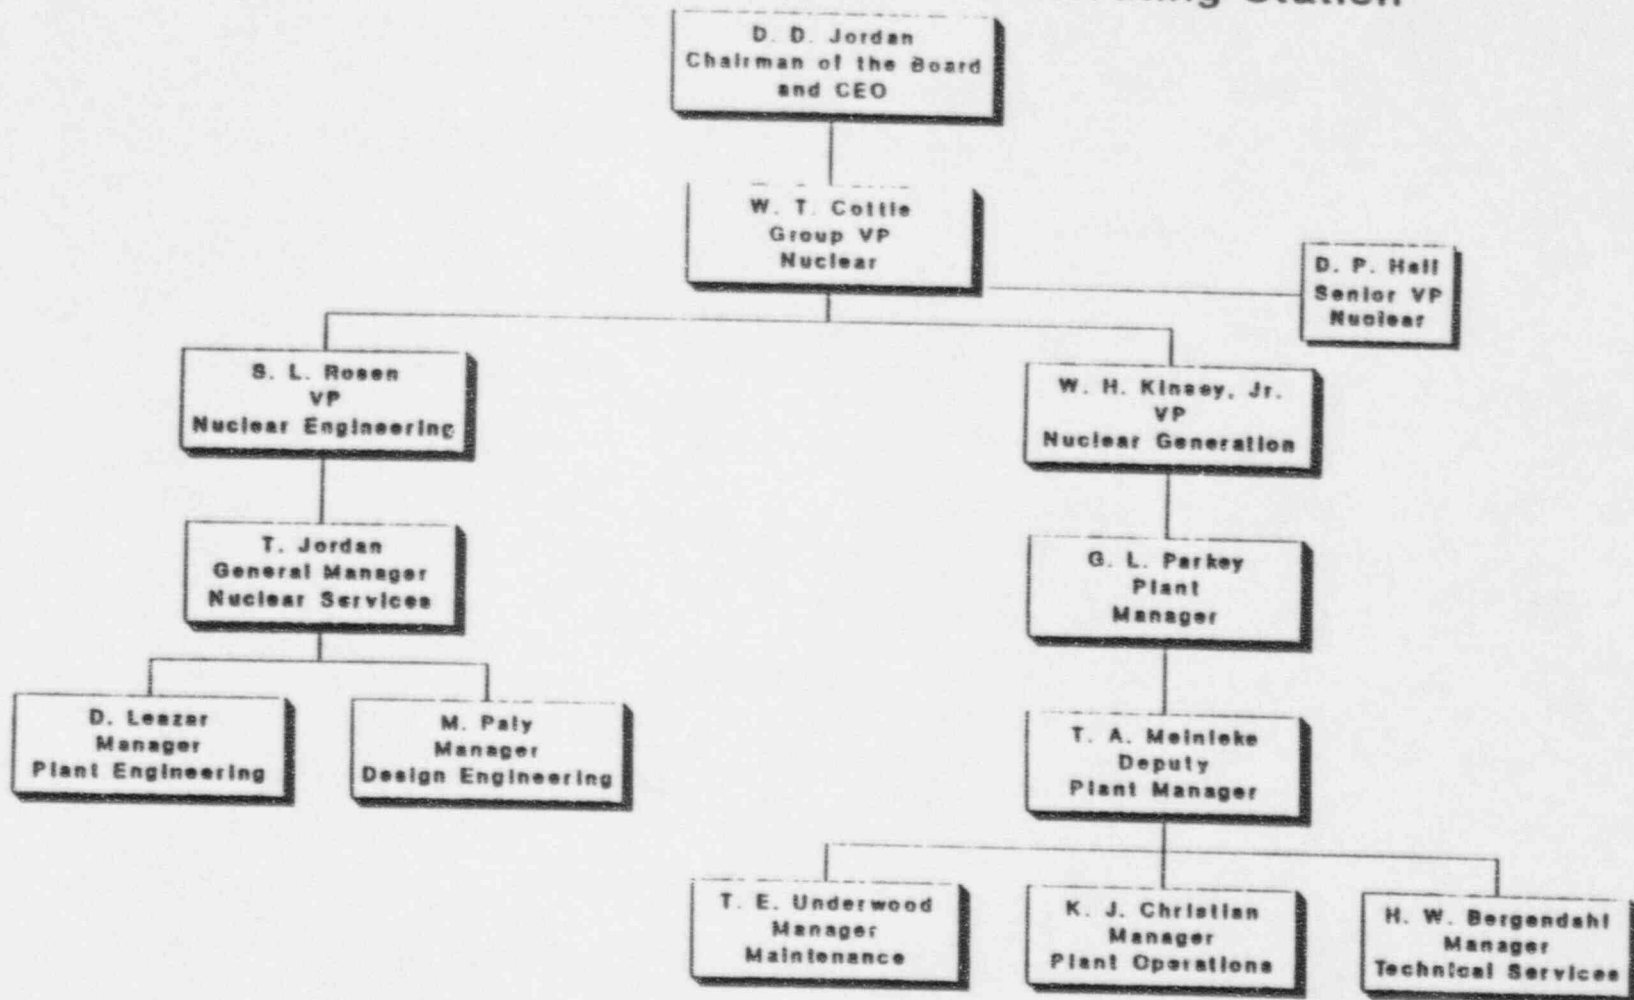 Station
D. D. Jordan
Chairman of the Board
and CEO
W. T. Cottle
Group VP
Nuclear
D. P. Hall
Senior VP
Nuclear
S. L. Rosen
VP
Nuclear Engineering
W. H. Kinsey, Jr.
VP
Nuclear Generation
T. Jordan
General Manager
Nuclear Services
G. L. Parkey
Plant
Manager
D. Leazar
Manager
Plant Engineering
M. Paly
Manager
Design Engineering
T. A. Meinicke
Deputy
Plant Manager
T. E. Underwood
Manager
Maintenance
K. J. Christian
Manager
Plant Operations
H. W. Bergendahl
Manager
Technical Services